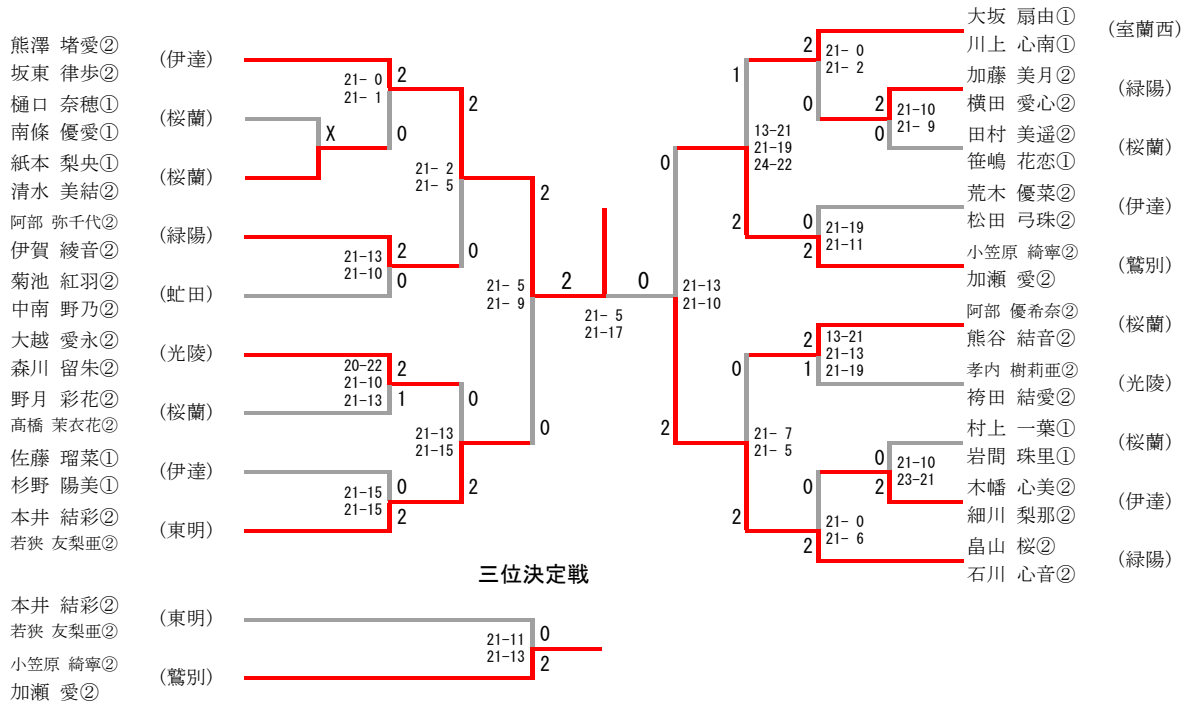 熊澤 堵愛②
坂東 律歩②
(伊達)
樋口 奈穂①
南條 優愛①
(桜蘭)
紙本 梨央①
清水 美結②
(桜蘭)
阿部 弥千代②
伊賀 綾音②
(緑陽)
菊池 紅羽②
中南 野乃②
(虻田)
大越 愛永②
森川 留朱②
(光陵)
野月 彩花②
髙橋 茉衣花②
(桜蘭)
佐藤 瑠菜①
杉野 陽美①
(伊達)
本井 結彩②
若狭 友梨亜②
(東明)
21- 0
21- 1
2
0
X
21-13
21-10
2
0
20-22
21-10
21-13
2
1
21-15
21-15
0
2
21- 2
21- 5
2
0
21-13
21-15
0
2
21- 5
21- 9
2
0
2
0
21- 5
21-17
21-13
21-10
0
2
13-21
21-19
24-22
1
2
21- 7
21- 5
0
2
21- 0
21- 2
2
0
21-10
21- 9
2
0
21-19
21-11
0
2
13-21
21-13
21-19
2
1
21-10
23-21
0
2
21- 0
21- 6
0
2
大坂 扇由①
川上 心南①
(室蘭西)
加藤 美月②
横田 愛心②
(緑陽)
田村 美遥②
笹嶋 花恋①
(桜蘭)
荒木 優菜②
松田 弓珠②
(伊達)
小笠原 綺寧②
加瀬 愛②
(鷲別)
阿部 優希奈②
熊谷 結音②
(桜蘭)
孝内 樹莉亜②
袴田 結愛②
(光陵)
村上 一葉①
岩間 珠里①
(桜蘭)
木幡 心美②
細川 梨那②
(伊達)
畠山 桜②
石川 心音②
(緑陽)
三位決定戦
本井 結彩②
若狭 友梨亜②
(東明)
小笠原 綺寧②
加瀬 愛②
(鷲別)
21-11
21-13
0
2